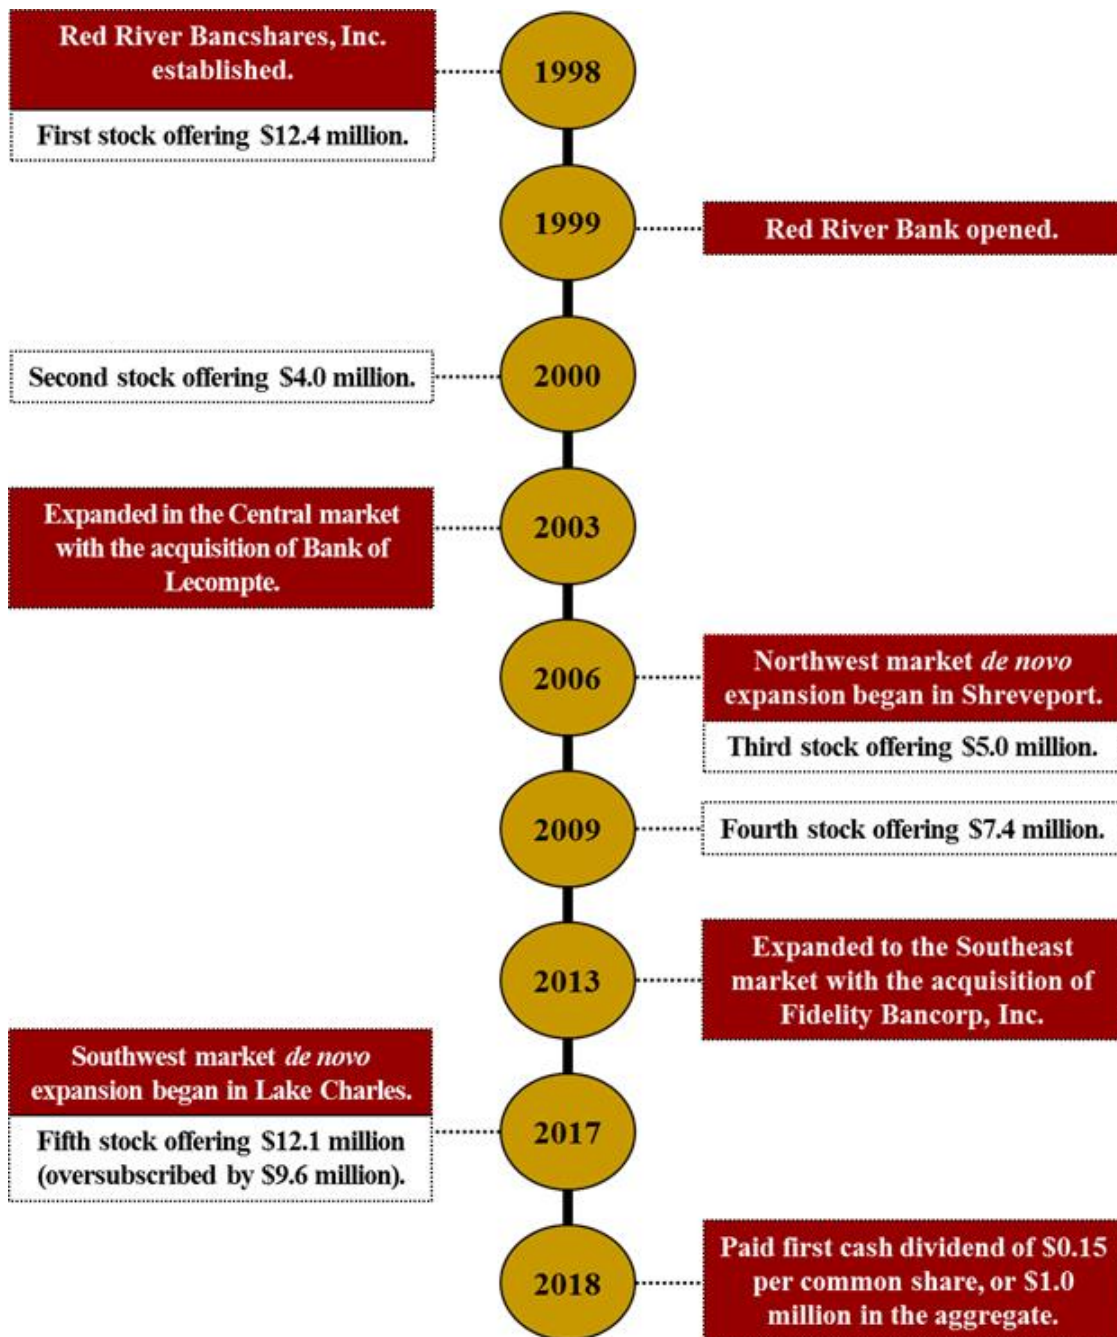 Red River Bancshares, Inc.
established.
First stock offering $12.4 million.
1998
1999
Red River Bank opened.
Second stock offering $4.0 million.
2000
Expanded in the Central market
with the acquisition of Bank of
Lecompte.
2003
2006
Northwest market de novo
expansion began in Shreveport.
Third stock offering $5.0 million.
2009
Fourth stock offering $7.4 million.
2013
Expanded to the Southeast
market with the acquisition of
Fidelity Bancorp, Inc.
Southwest market de novo
expansion began in Lake Charles.
Fifth stock offering $12.1 million
(oversubscribed by $9.6 million).
2017
2018
Paid first cash dividend of $0.15
per common share, or $1.0
million in the aggregate.